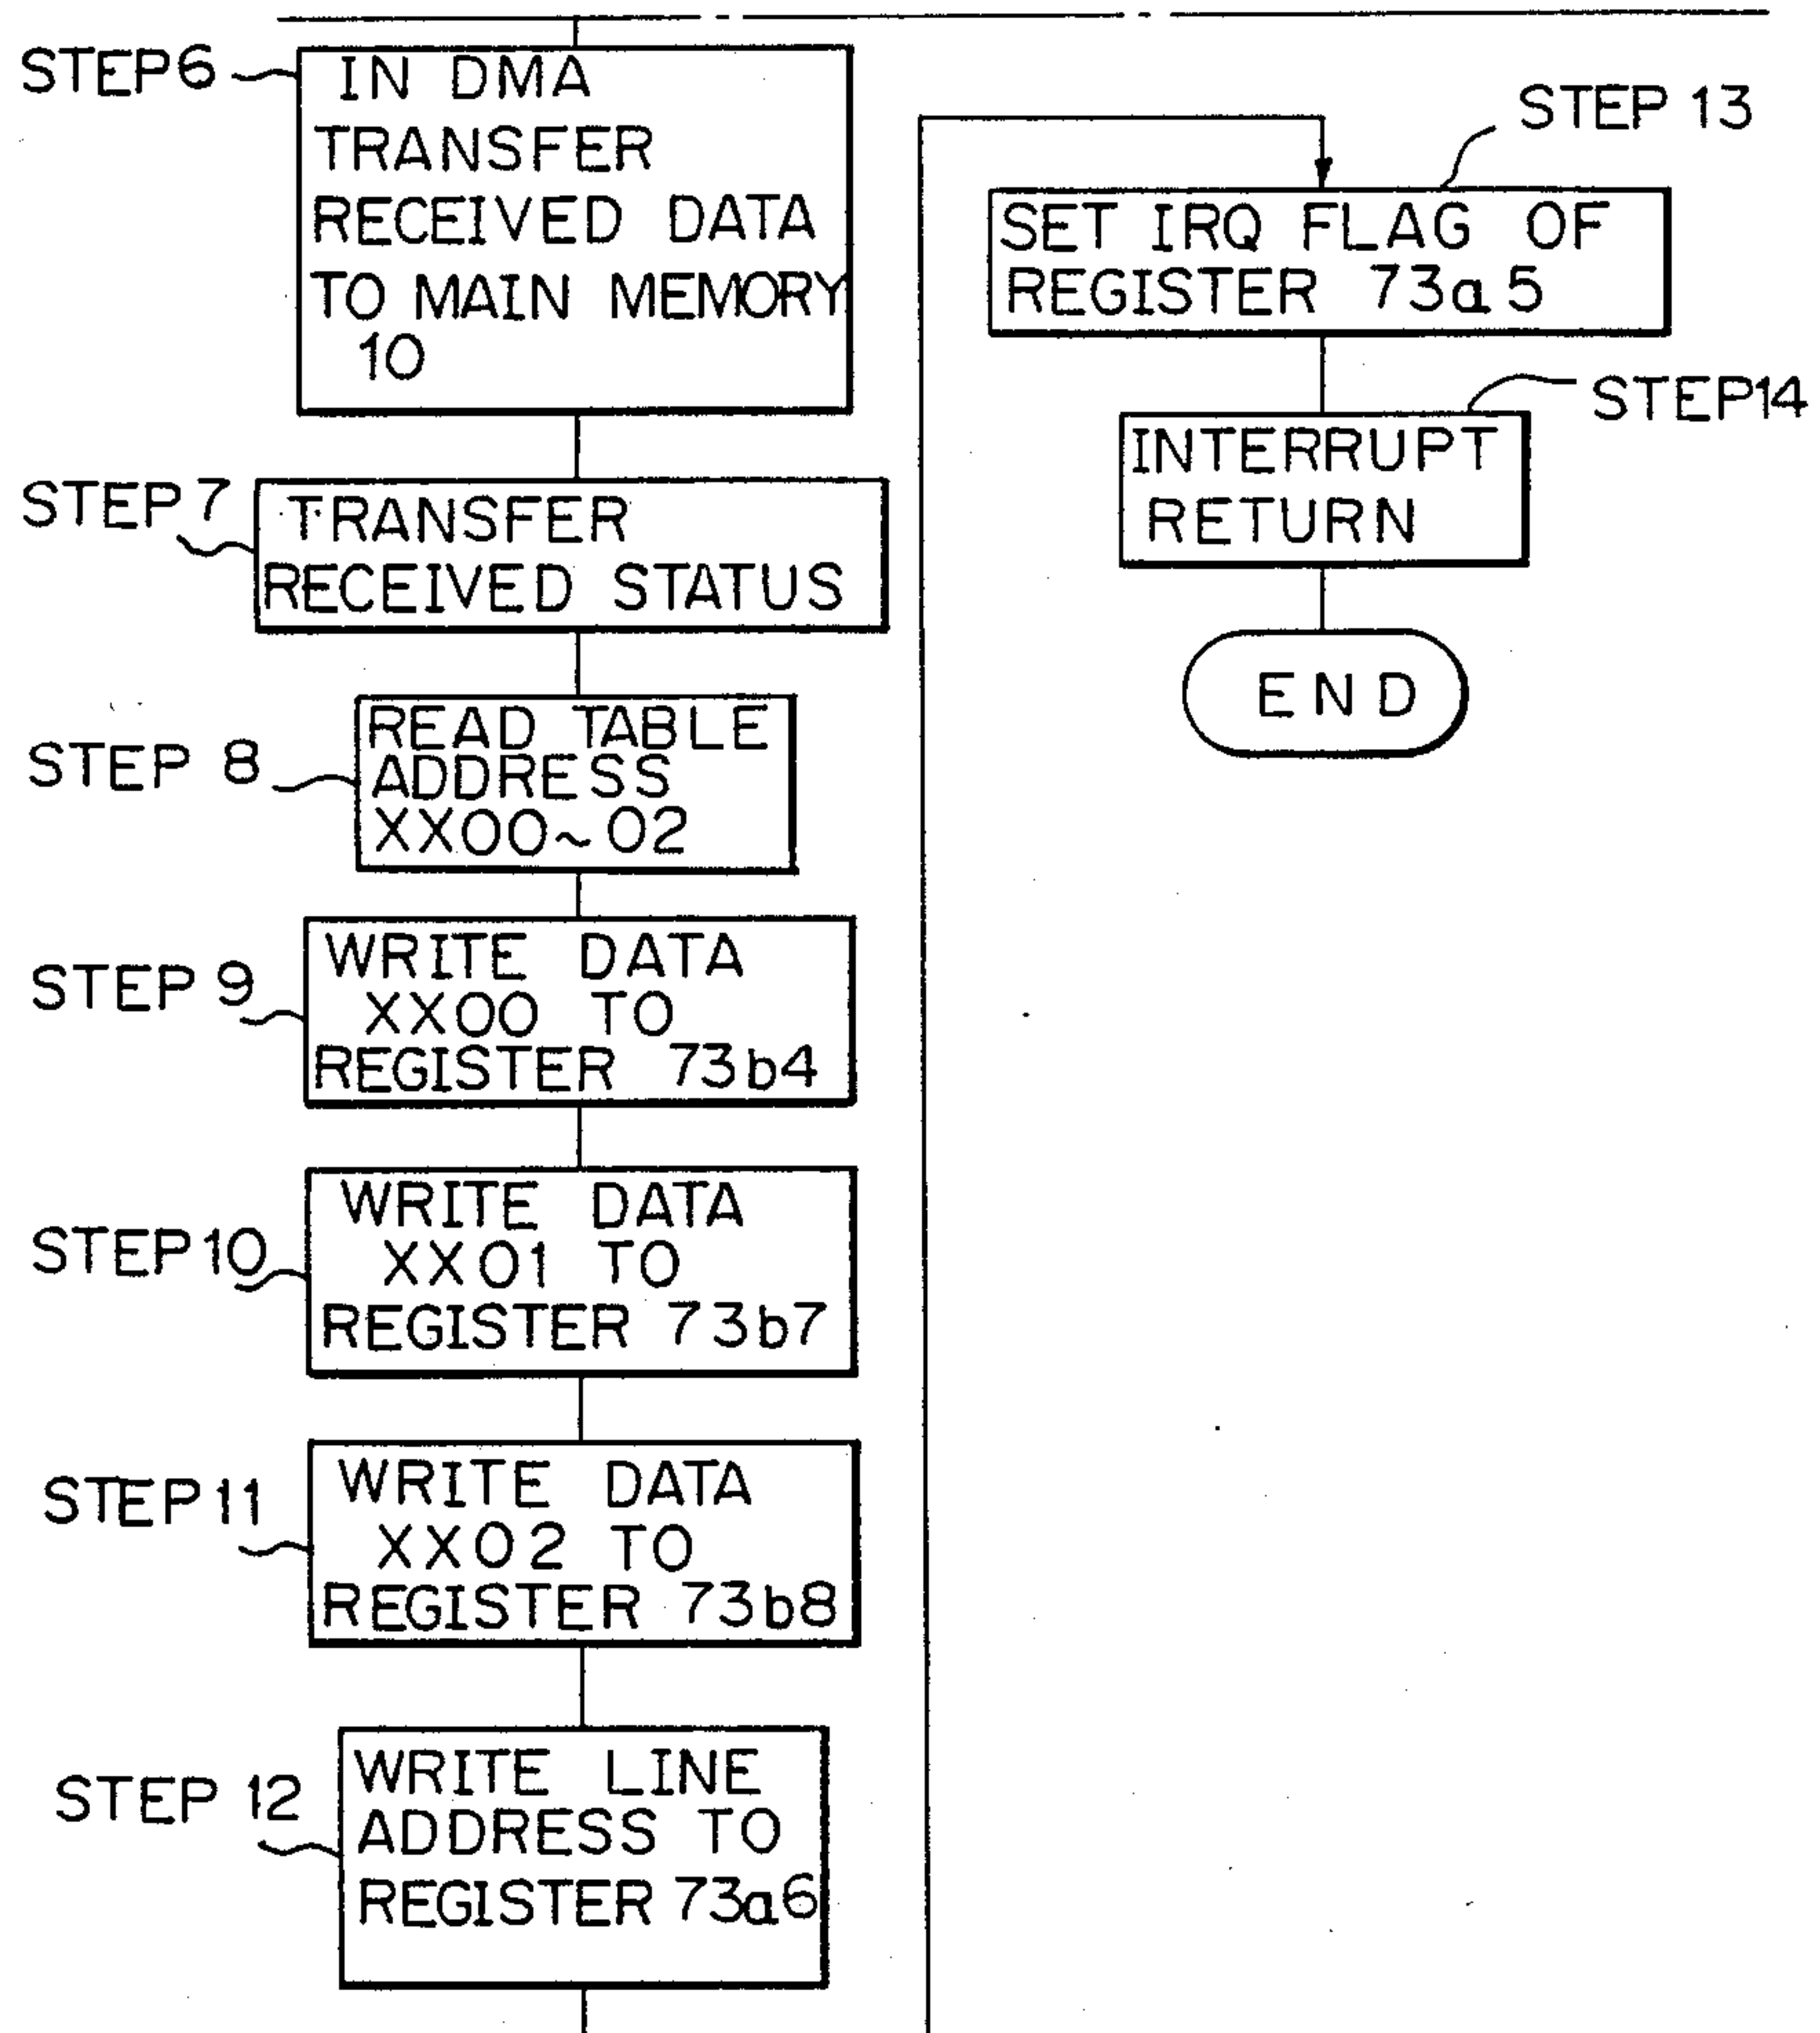 STEP6
IN DMA
TRANSFER
RECEIVED DATA
TO MAIN MEMORY
10
STEP 7
TRANSFER
RECEIVED STATUS
STEP 8
READ TABLE
ADDRESS
XX00~02
STEP 9
WRITE DATA
XX00 TO
REGISTER 73b4
STEP10
WRITE DATA
XX01 TO
REGISTER 73b7
STEP11
WRITE DATA
XX02 TO
REGISTER 73b8
STEP 12
WRITE LINE
ADDRESS TO
REGISTER 73a6
STEP 13
SET IRQ FLAG OF
REGISTER 73a5
STEP14
INTERRUPT
RETURN
END